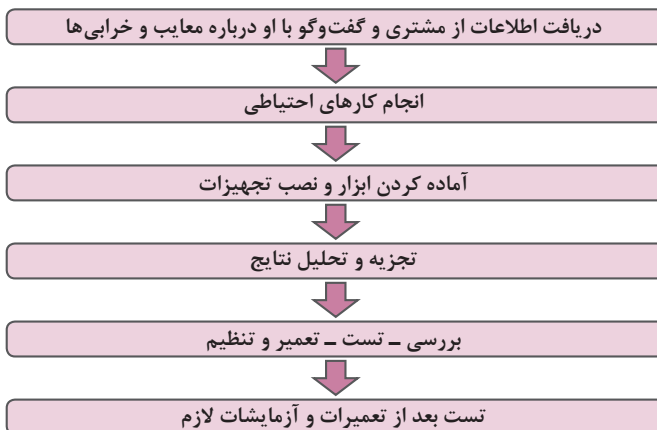 دریافت اطلاعات از مشتری و گفت‌وگو با او درباره معایب و خرابی‌ها
انجام کارهای احتیاطی
آماده کردن ابزار و نصب تجهیزات
تجزیه و تحلیل نتایج
بررسی ـ تست ـ تعمیر و تنظیم
تست بعد از تعمیرات و آزمایشات لازم